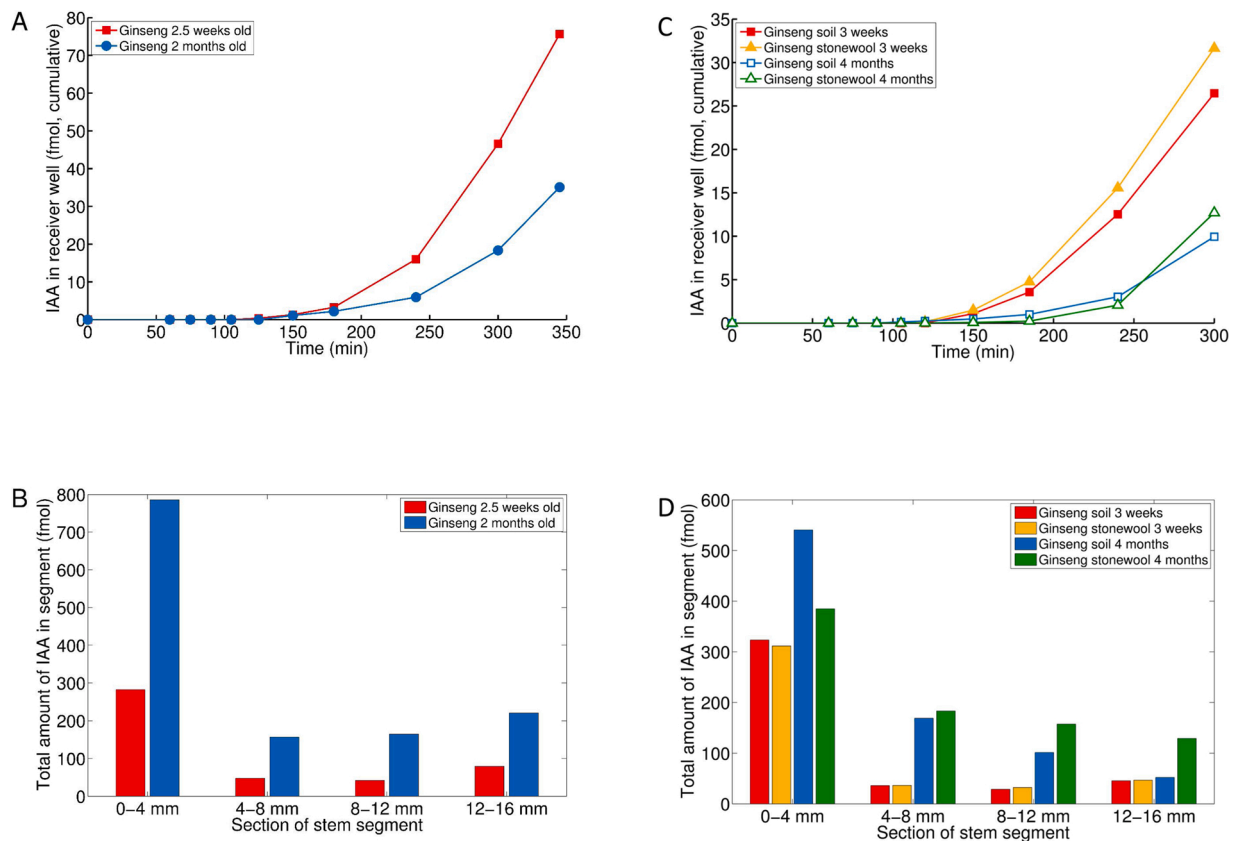 A
Ginseng 2.5 weeks old
Ginseng 2 months old
IAA in receiver well (fmol, cumulative)
80
70
60
50
40
30
20
10
0
0 50 100 150 200 250 300 350
Time (min)
C
Ginseng soil 3 weeks
Ginseng stonewool 3 weeks
Ginseng soil 4 months
Ginseng stonewool 4 months
IAA in receiver well (fmol, cumulative)
35
30
25
20
15
10
5
0
0 50 100 150 200 250 300
Time (min)
B
Ginseng 2.5 weeks old
Ginseng 2 months old
Total amount of IAA in segment (fmol)
800
700
600
500
400
300
200
100
0
0–4 mm 4–8 mm 8–12 mm 12–16 mm
Section of stem segment
D
Ginseng soil 3 weeks
Ginseng stonewool 3 weeks
Ginseng soil 4 months
Ginseng stonewool 4 months
Total amount of IAA in segment (fmol)
600
500
400
300
200
100
0
0–4 mm 4–8 mm 8–12 mm 12–16 mm
Section of stem segment